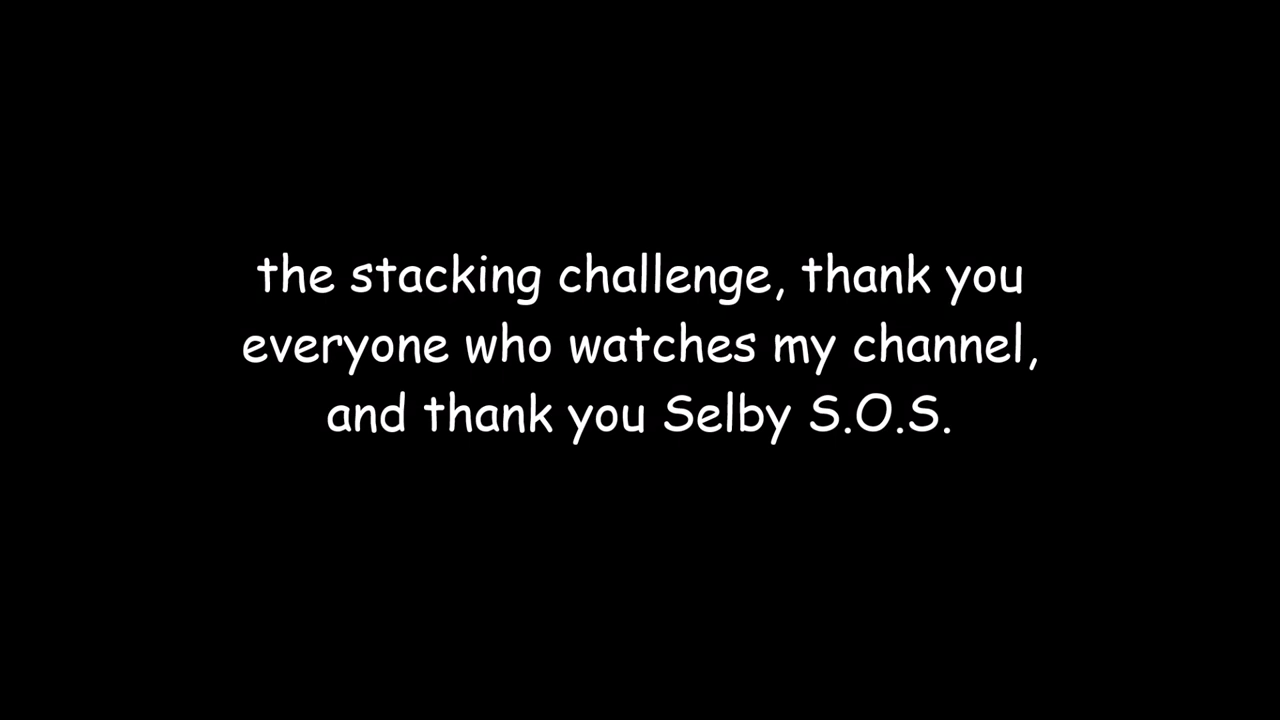 the stacking challenge, thank you
everyone who watches my channel,
and thank you Selby S.O.S.